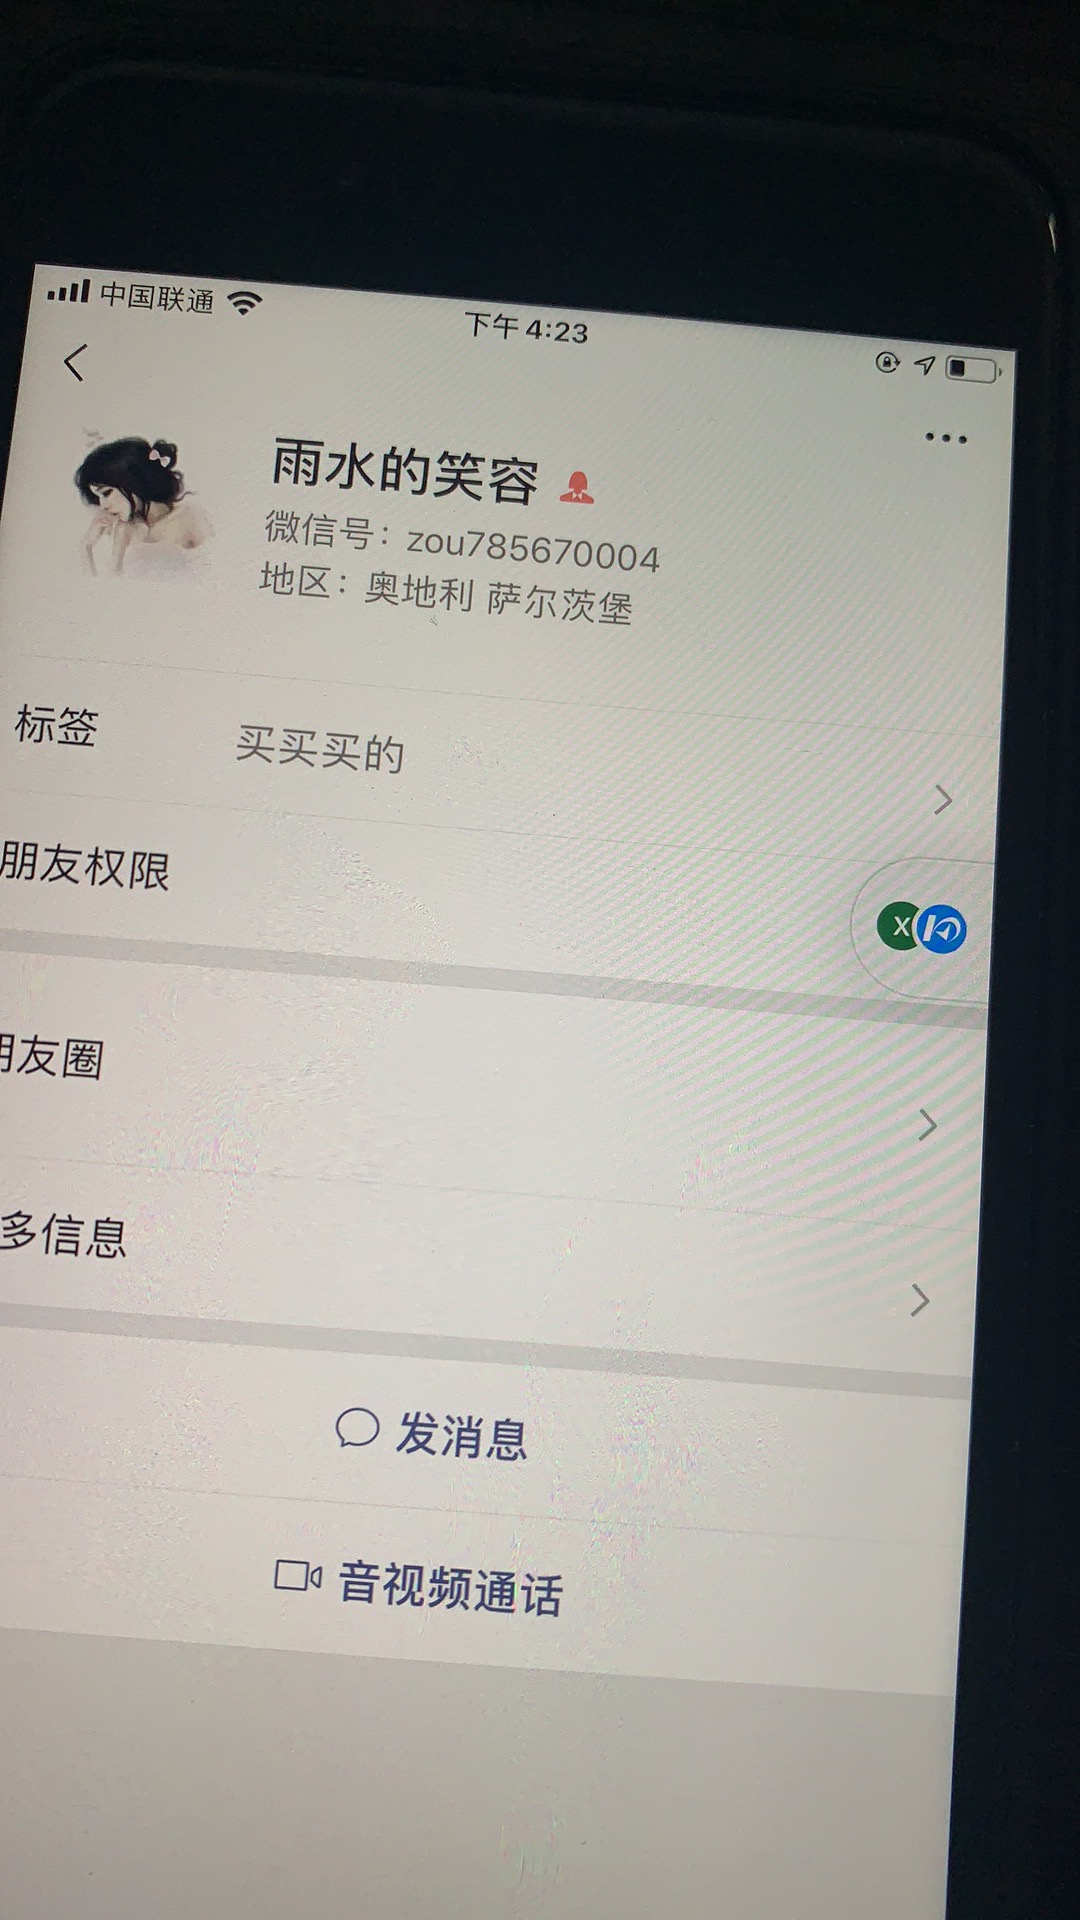 中国联通
下午4:23
雨水的笑容
微信号：zou785670004
地区：奥地利 萨尔茨堡
标签 买买买的
朋友权限
X
朋友圈
多信息
发消息
音视频通话